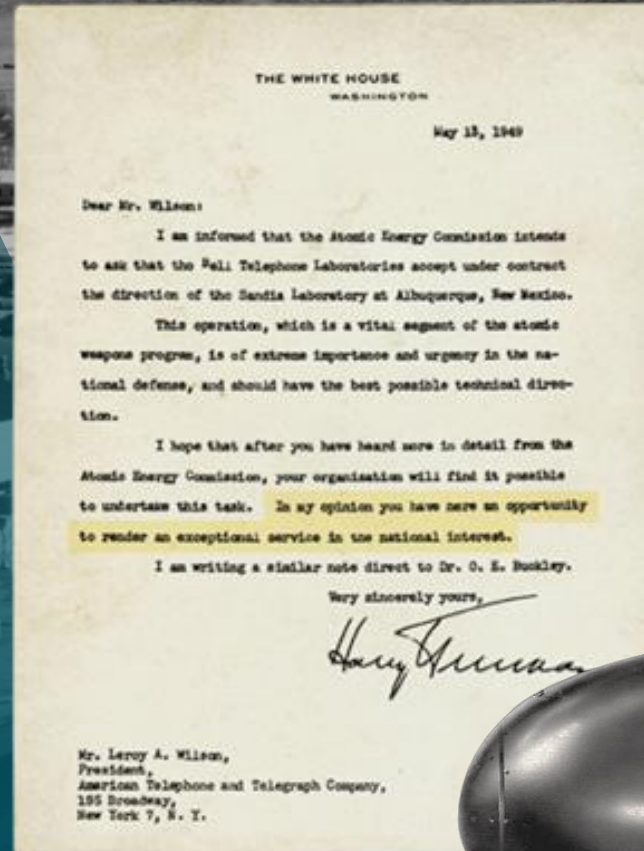 THE WHITE HOUSE
WASHINGTON
May 13, 1949
Dear Mr. Wilson:
I am informed that the Atomic Energy Commission intends
to ask that the Bell Telephone Laboratories accept under contract
the direction of the Sandia Laboratory at Albuquerque, New Mexico.
This operation, which is a vital segment of the atomic
weapons program, is of extreme importance and urgency in the na-
tional defense, and should have the best possible technical direc-
tion.
I hope that after you have heard more in detail from the
Atomic Energy Commission, your organization will find it possible
to undertake this task. In my opinion you have here an opportunity
to render an exceptional service in the national interest.
I am writing a similar note direct to Dr. O. E. Buckley.
Very sincerely yours,
Harry Truman
Mr. Leroy A. Wilson,
President,
American Telephone and Telegraph Company,
195 Broadway,
New York 7, N. Y.